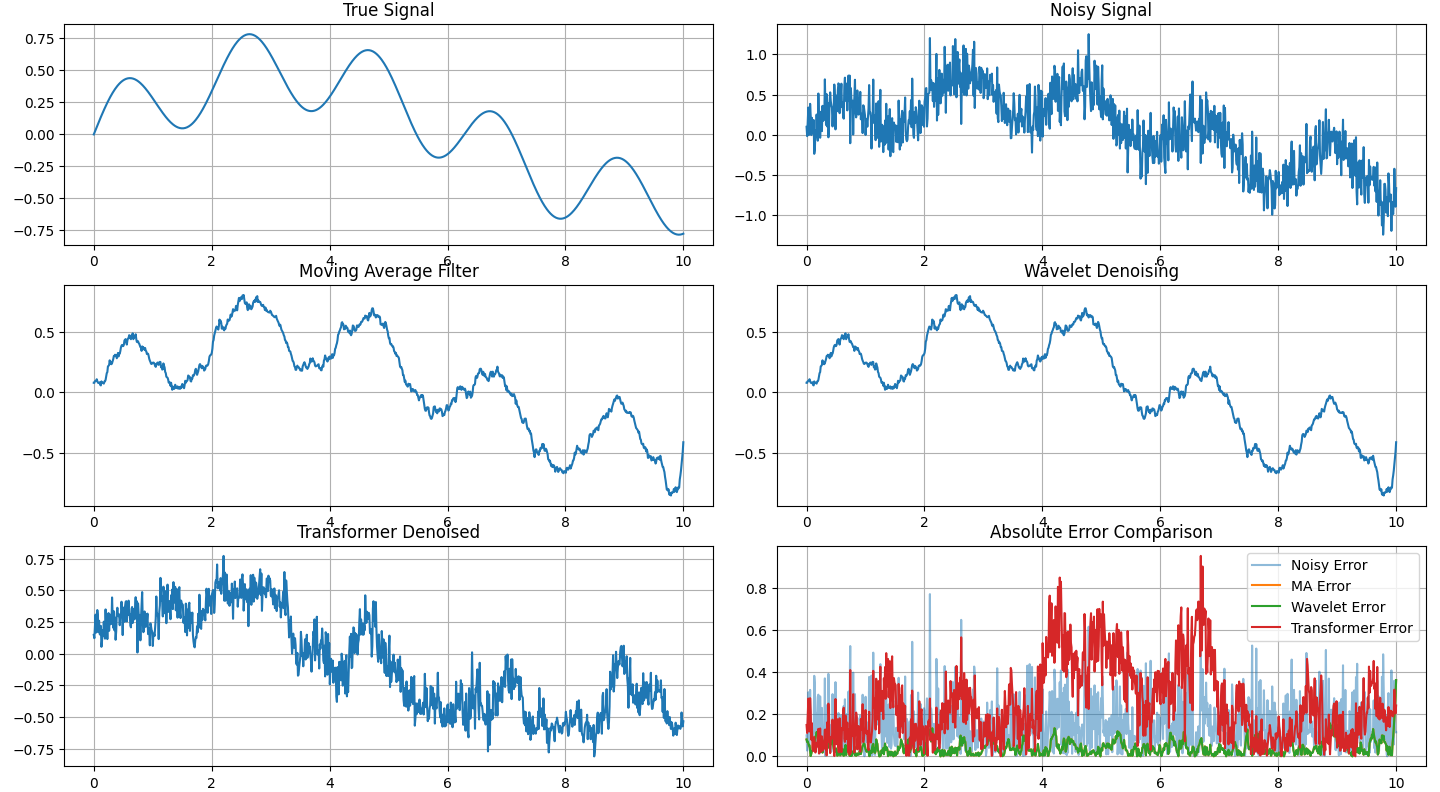 True Signal
0.75
0.50
0.25
0.00
−0.25
−0.50
−0.75
0 2 4 6 8 10
Noisy Signal
1.0
0.5
0.0
−0.5
−1.0
0 2 4 6 8 10
Moving Average Filter
0.5
0.0
−0.5
0 2 4 6 8 10
Wavelet Denoising
0.5
0.0
−0.5
0 2 4 6 8 10
Transformer Denoised
0.75
0.50
0.25
0.00
−0.25
−0.50
−0.75
0 2 4 6 8 10
Absolute Error Comparison
0.8
0.6
0.4
0.2
0.0
Noisy Error
MA Error
Wavelet Error
Transformer Error
0 2 4 6 8 10